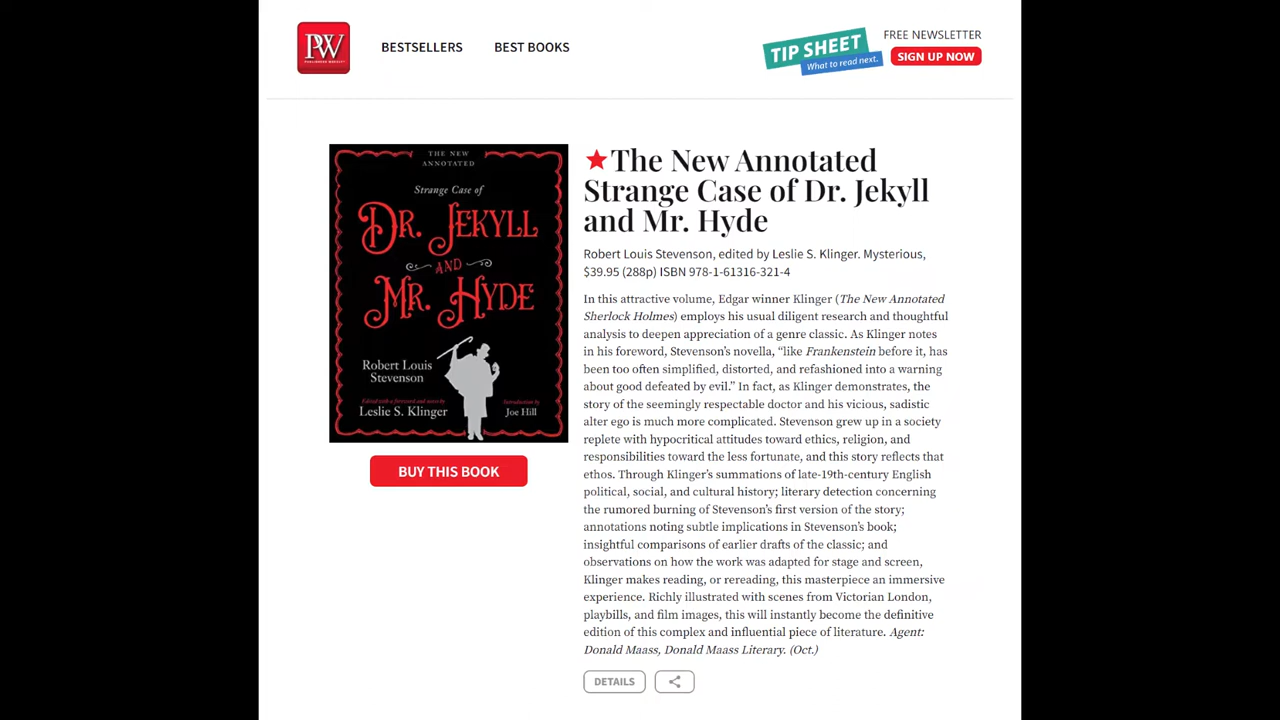 PW
PUBLISHERS WEEKLY
BESTSELLERS
BEST BOOKS
TIP SHEET
What to read next.
FREE NEWSLETTER
SIGN UP NOW
THE NEW
ANNOTATED
Strange Case of
DR. JEKYLL
AND
MR. HYDE
Robert Louis
Stevenson
Edited with a foreword and notes by
Leslie S. Klinger
Introduction by
Joe Hill
BUY THIS BOOK
The New Annotated
Strange Case of Dr. Jekyll
and Mr. Hyde
Robert Louis Stevenson, edited by Leslie S. Klinger. Mysterious,
$39.95 (288p) ISBN 978-1-61316-321-4
In this attractive volume, Edgar winner Klinger (The New Annotated
Sherlock Holmes) employs his usual diligent research and thoughtful
analysis to deepen appreciation of a genre classic. As Klinger notes
in his foreword, Stevenson’s novella, “like Frankenstein before it, has
been too often simplified, distorted, and refashioned into a warning
about good defeated by evil.” In fact, as Klinger demonstrates, the
story of the seemingly respectable doctor and his vicious, sadistic
alter ego is much more complicated. Stevenson grew up in a society
replete with hypocritical attitudes toward ethics, religion, and
responsibilities toward the less fortunate, and this story reflects that
ethos. Through Klinger’s summations of late-19th-century English
political, social, and cultural history; literary detection concerning
the rumored burning of Stevenson’s first version of the story;
annotations noting subtle implications in Stevenson’s book;
insightful comparisons of earlier drafts of the classic; and
observations on how the work was adapted for stage and screen,
Klinger makes reading, or rereading, this masterpiece an immersive
experience. Richly illustrated with scenes from Victorian London,
playbills, and film images, this will instantly become the definitive
edition of this complex and influential piece of literature. Agent:
Donald Maass, Donald Maass Literary. (Oct.)
DETAILS